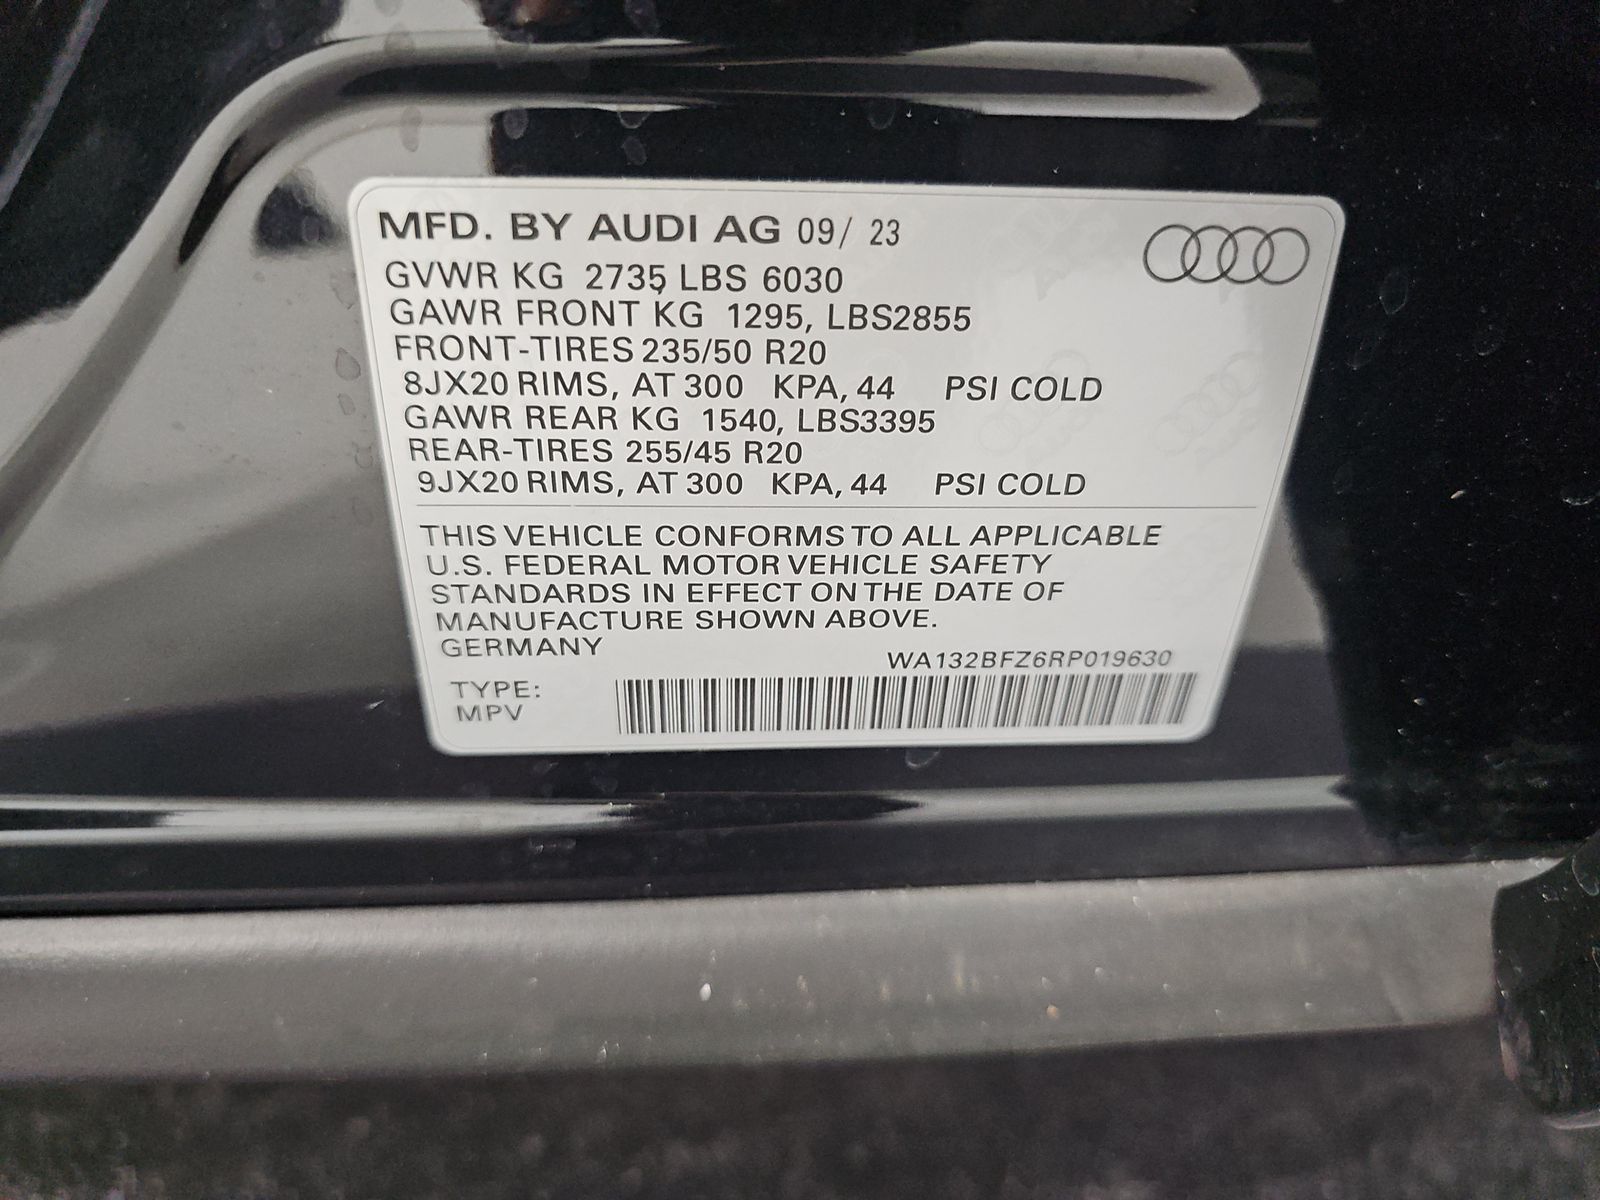 MFD. BY AUDI AG 09/ 23
GVWR KG 2735, LBS 6030
GAWR FRONT KG 1295, LBS2855
FRONT-TIRES 235/50 R20
8JX20 RIMS, AT 300 KPA, 44 PSI COLD
GAWR REAR KG 1540, LBS3395
REAR-TIRES 255/45 R20
9JX20 RIMS, AT 300 KPA, 44 PSI COLD
THIS VEHICLE CONFORMS TO ALL APPLICABLE
U.S. FEDERAL MOTOR VEHICLE SAFETY
STANDARDS IN EFFECT ON THE DATE OF
MANUFACTURE SHOWN ABOVE.
GERMANY
WA132BFZ6RP019630
TYPE:
MPV